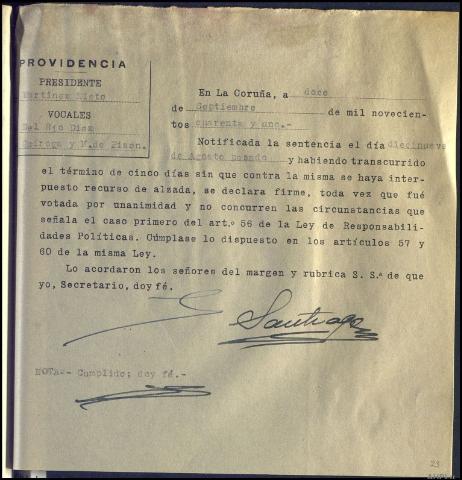 PROVIDENCIA
PRESIDENTE
Martinez Nieto
VOCALES
Del Rio Diaz
Quiroga y M. de Pison.
En La Coruña, a doce
de Septiembre de mil novecien-
tos cuarenta y uno.-
Notificada la sentencia el día diecinueve
de Agosto pasado y habiendo transcurrido
el término de cinco días sin que contra la misma se haya inter-
puesto recurso de alzada, se declara firme, toda vez que fué
votada por unanimidad y no concurren las circunstancias que
señala el caso primero del art.º 56 de la Ley de Responsabili-
dades Políticas. Cúmplase lo dispuesto en los artículos 57 y
60 de la misma Ley.
Lo acordaron los señores del margen y rubrica S. S.ª de que
yo, Secretario, doy fé.
Santiago
NOTA.- Cumplido; doy fé.-
23